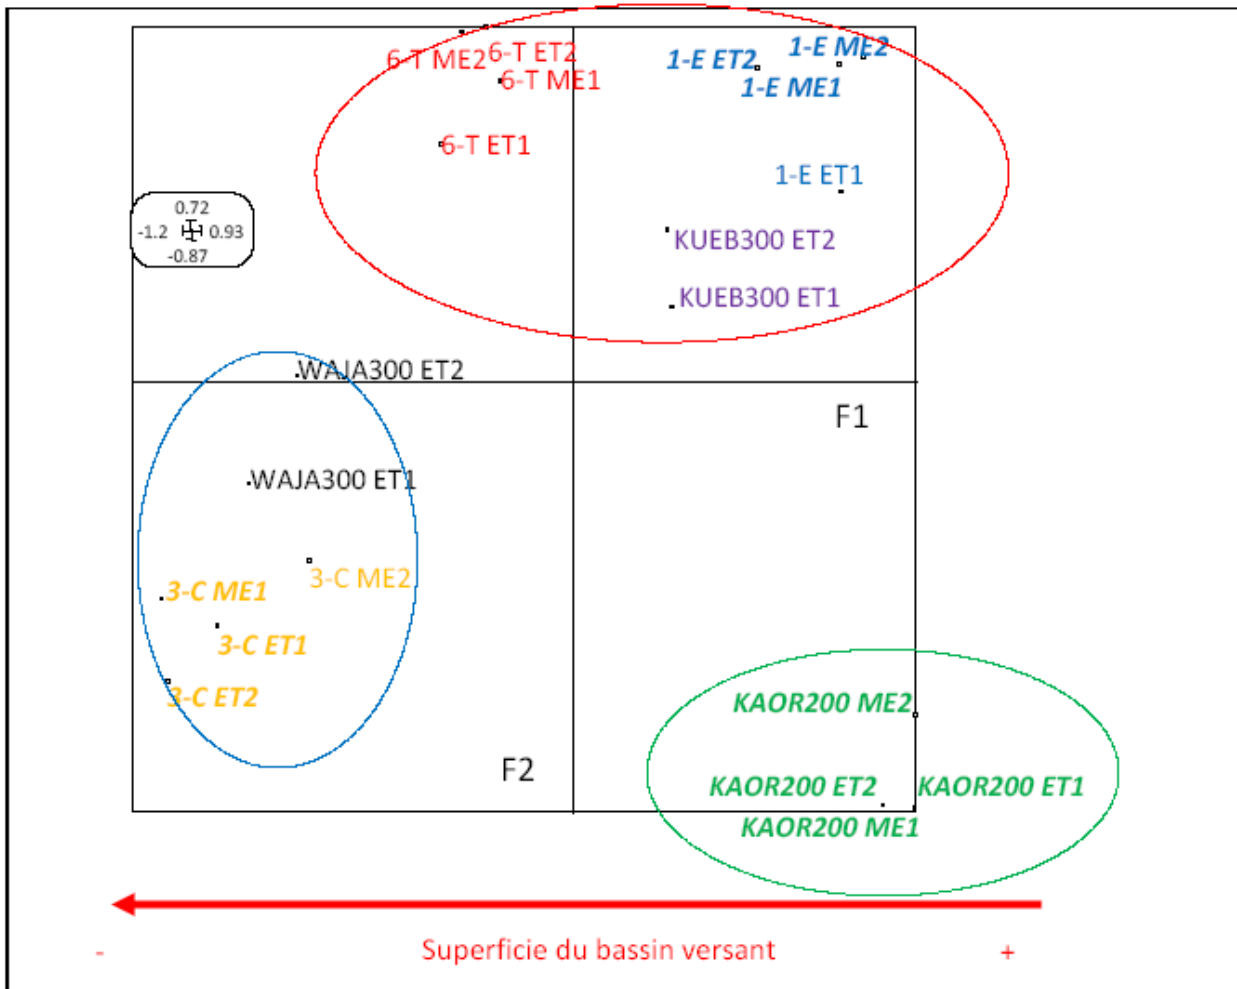 6-T ME2
6-T ET2
6-T ME1
6-T ET1
1-E ET2
1-E ME2
1-E ME1
1-E ET1
0.72
-1.2
0.93
-0.87
KUEB300 ET2
KUEB300 ET1
WAJA300 ET2
F1
WAJA300 ET1
3-C ME2
3-C ME1
3-C ET1
3-C ET2
KAOR200 ME2
F2
KAOR200 ET2
KAOR200 ET1
KAOR200 ME1
-
Superficie du bassin versant
+